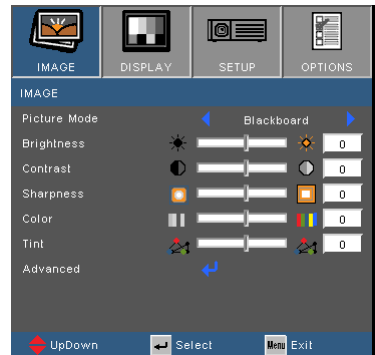 IMAGE DISPLAY SETUP OPTIONS
IMAGE
Picture Mode Blackboard
Brightness 0
Contrast 0
Sharpness 0
Color 0
Tint 0
Advanced
UpDown Select Menu Exit